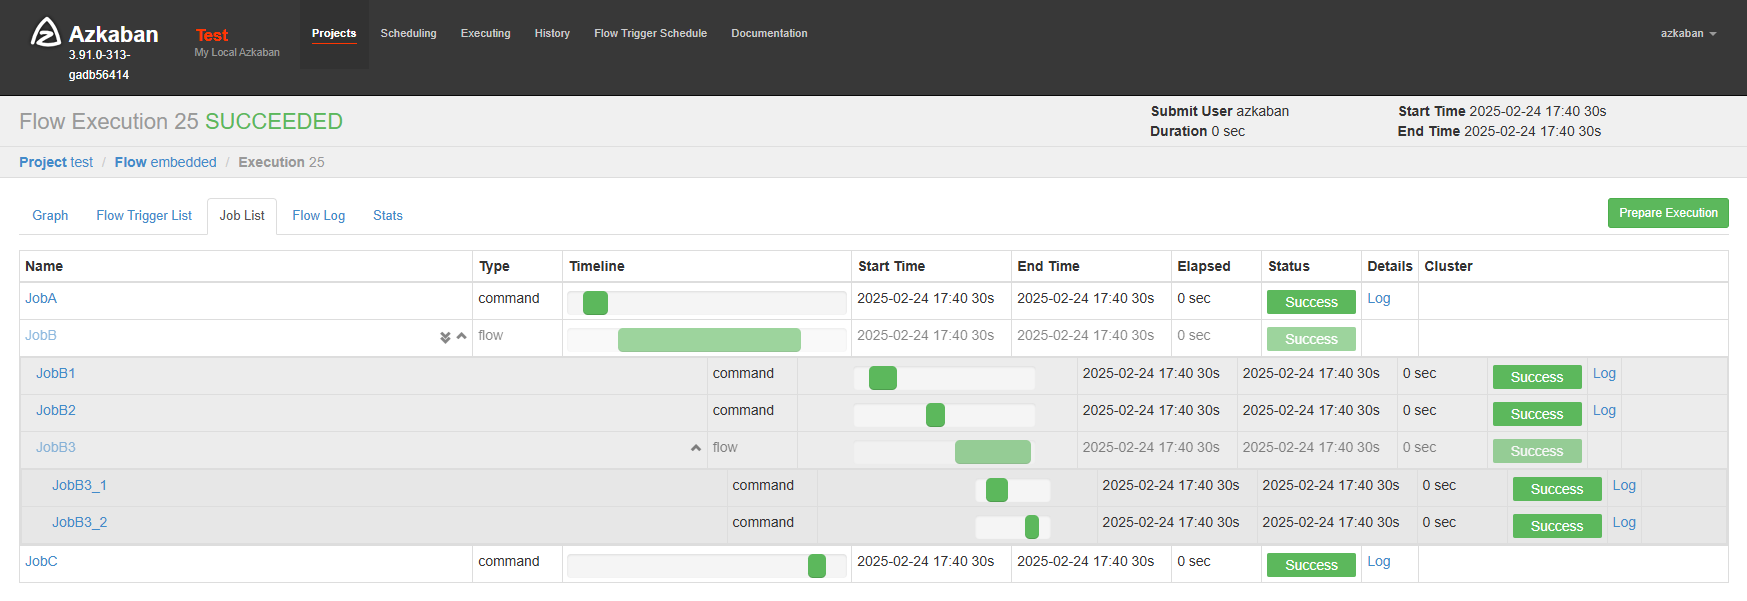 Azkaban
3.91.0-313-
gadb56414
Test
My Local Azkaban
Projects Scheduling Executing History Flow Trigger Schedule Documentation azkaban
Flow Execution 25 SUCCEEDED
Submit User azkaban Start Time 2025-02-24 17:40 30s
Duration 0 sec End Time 2025-02-24 17:40 30s
Project test / Flow embedded / Execution 25
Graph Flow Trigger List Job List Flow Log Stats Prepare Execution
Name Type Timeline Start Time End Time Elapsed Status Details Cluster
JobA command 2025-02-24 17:40 30s 2025-02-24 17:40 30s 0 sec Success Log
JobB flow 2025-02-24 17:40 30s 2025-02-24 17:40 30s 0 sec Success
JobB1 command 2025-02-24 17:40 30s 2025-02-24 17:40 30s 0 sec Success Log
JobB2 command 2025-02-24 17:40 30s 2025-02-24 17:40 30s 0 sec Success Log
JobB3 flow 2025-02-24 17:40 30s 2025-02-24 17:40 30s 0 sec Success
JobB3_1 command 2025-02-24 17:40 30s 2025-02-24 17:40 30s 0 sec Success Log
JobB3_2 command 2025-02-24 17:40 30s 2025-02-24 17:40 30s 0 sec Success Log
JobC command 2025-02-24 17:40 30s 2025-02-24 17:40 30s 0 sec Success Log